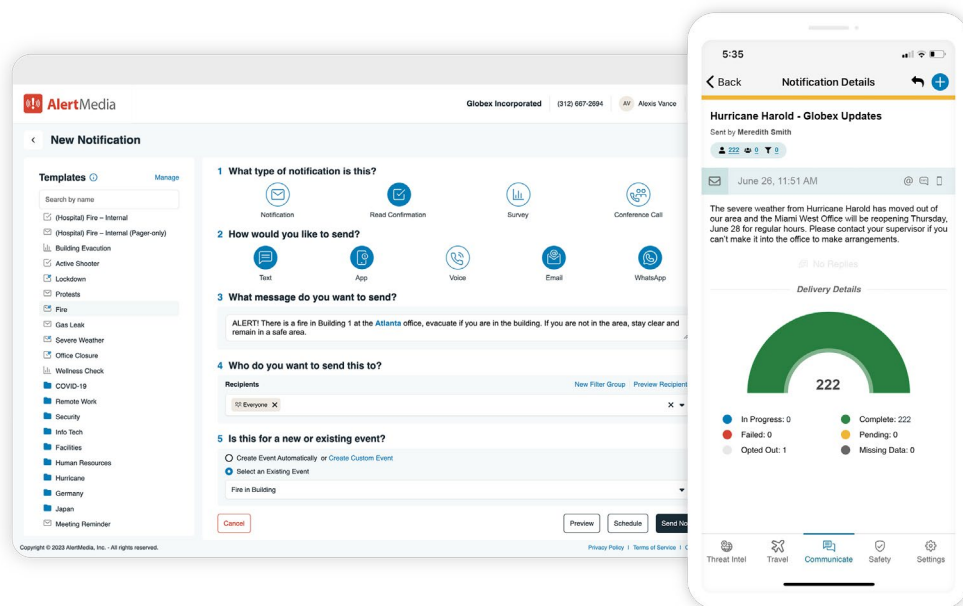 AlertMedia
Globex Incorporated (312) 667-2694 AV Alexis Vance
New Notification
Templates
Manage
Search by name
(Hospital) Fire – Internal
(Hospital) Fire – Internal (Pager-only)
Building Evacution
Active Shooter
Lockdown
Protests
Fire
Gas Leak
Severe Weather
Office Closure
Wellness Check
COVID-19
Remote Work
Security
Info Tech
Facilities
Human Resources
Hurricane
Germany
Japan
Meeting Reminder
1 What type of notification is this?
Notification Read Confirmation Survey Conference Call
2 How would you like to send?
Text App Voice Email WhatsApp
3 What message do you want to send?
ALERT! There is a fire in Building 1 at the Atlanta office, evacuate if you are in the building. If you are not in the area, stay clear and
remain in a safe area.
4 Who do you want to send this to?
Recipients New Filter Group Preview Recipient
Everyone X
5 Is this for a new or existing event?
Create Event Automatically or Create Custom Event
Select an Existing Event
Fire in Building
Cancel Preview Schedule Send No
Copyright © 2023 AlertMedia, Inc. - All rights reserved. Privacy Policy | Terms of Service |
5:35
Back Notification Details
Hurricane Harold - Globex Updates
Sent by Meredith Smith
222 0 0
June 26, 11:51 AM
The severe weather from Hurricane Harold has moved out of
our area and the Miami West Office will be reopening Thursday,
June 28 for regular hours. Please contact your supervisor if you
can't make it into the office to make arrangements.
No Replies
Delivery Details
222
In Progress: 0 Complete: 222
Failed: 0 Pending: 0
Opted Out: 1 Missing Data: 0
Threat Intel Travel Communicate Safety Settings